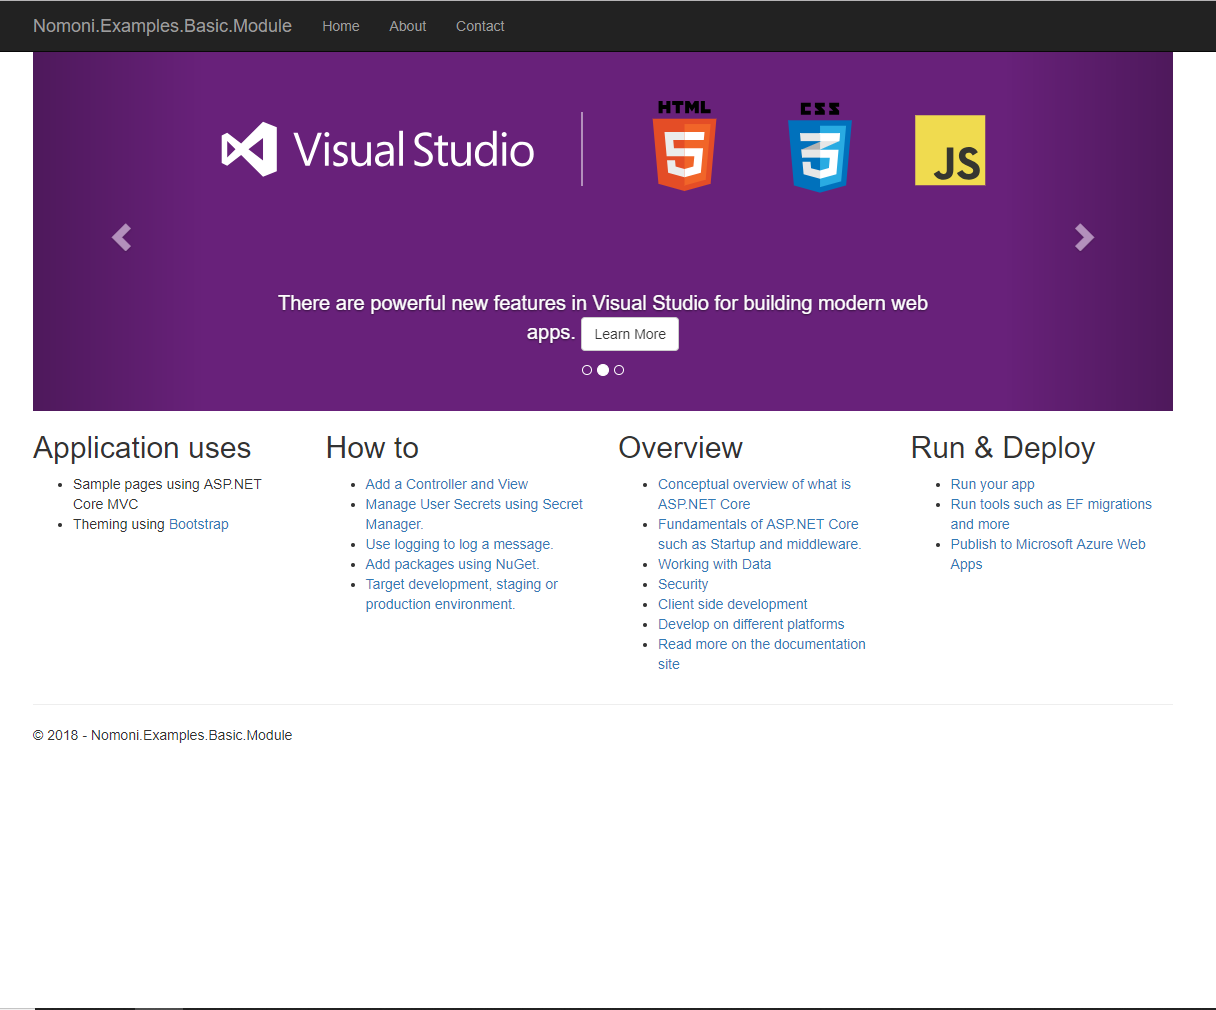 Nomoni.Examples.Basic.Module Home About Contact
HTML CSS
Visual Studio
5 3 JS
There are powerful new features in Visual Studio for building modern web
apps. Learn More
Application uses
Sample pages using ASP.NET
Core MVC
Theming using Bootstrap
How to
Add a Controller and View
Manage User Secrets using Secret
Manager.
Use logging to log a message.
Add packages using NuGet.
Target development, staging or
production environment.
Overview
Conceptual overview of what is
ASP.NET Core
Fundamentals of ASP.NET Core
such as Startup and middleware.
Working with Data
Security
Client side development
Develop on different platforms
Read more on the documentation
site
Run & Deploy
Run your app
Run tools such as EF migrations
and more
Publish to Microsoft Azure Web
Apps
© 2018 - Nomoni.Examples.Basic.Module